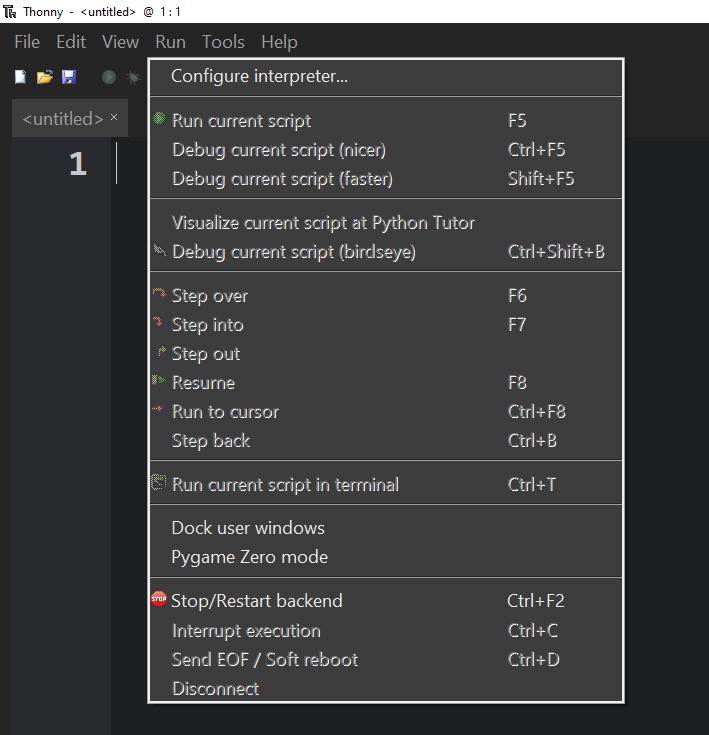 Thonny - <untitled> @ 1:1
File Edit View Run Tools Help
<untitled> ×
1
Configure interpreter...
Run current script F5
Debug current script (nicer) Ctrl+F5
Debug current script (faster) Shift+F5
Visualize current script at Python Tutor
Debug current script (birdseye) Ctrl+Shift+B
Step over F6
Step into F7
Step out
Resume F8
Run to cursor Ctrl+F8
Step back Ctrl+B
Run current script in terminal Ctrl+T
Dock user windows
Pygame Zero mode
STOP Stop/Restart backend Ctrl+F2
Interrupt execution Ctrl+C
Send EOF / Soft reboot Ctrl+D
Disconnect